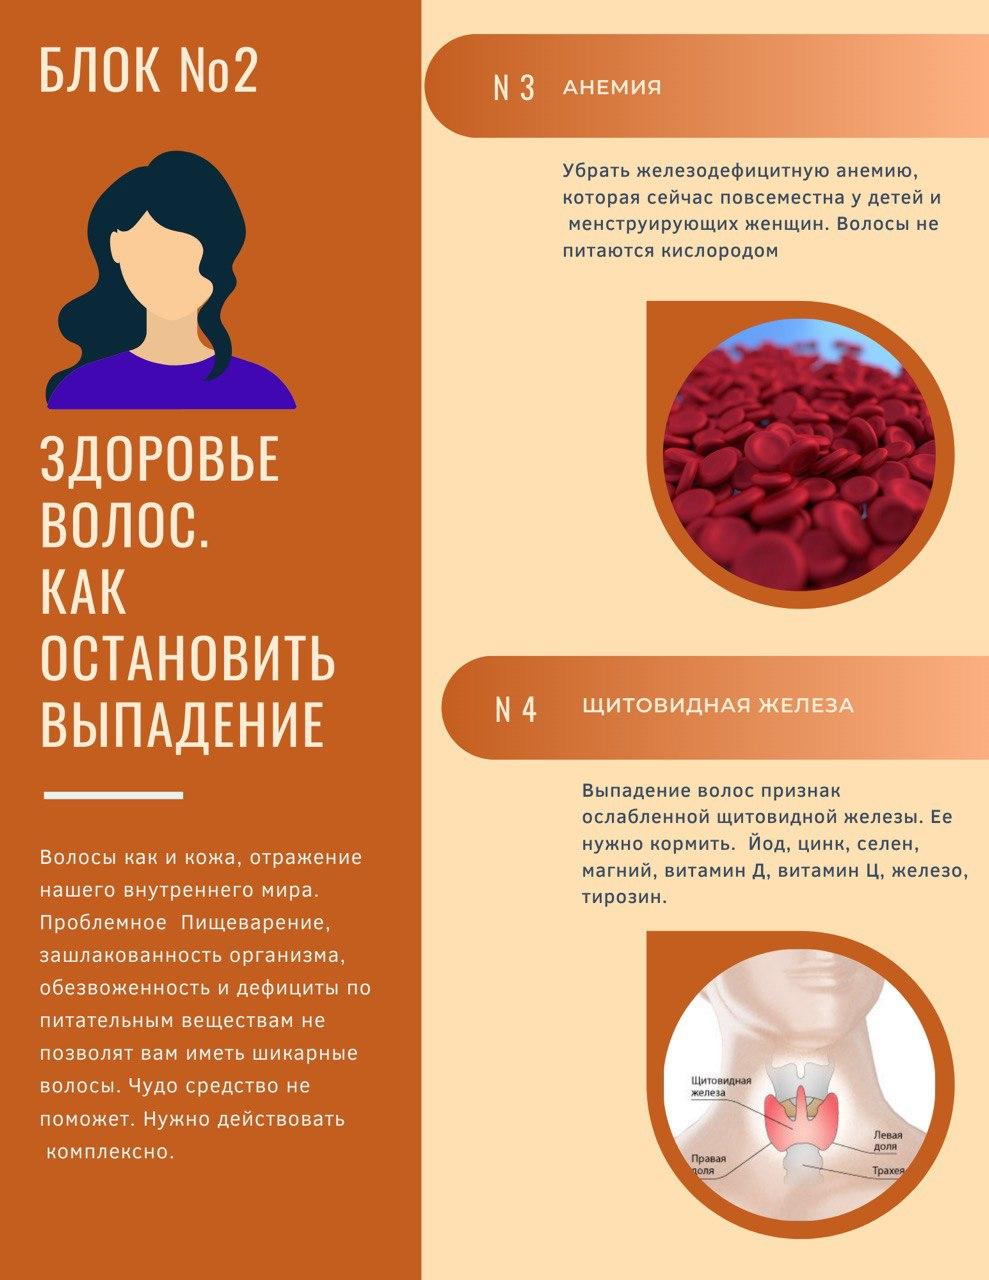 БЛОК №2
ЗДОРОВЬЕ
ВОЛОС.
КАК
ОСТАНОВИТЬ
ВЫПАДЕНИЕ
Волосы как и кожа, отражение
нашего внутреннего мира.
Проблемное Пищеварение,
зашлакованность организма,
обезвоженность и дефициты по
питательным веществам не
позволят вам иметь шикарные
волосы. Чудо средство не
поможет. Нужно действовать
комплексно.
N 3 АНЕМИЯ
Убрать железодефицитную анемию,
которая сейчас повсеместна у детей и
менструирующих женщин. Волосы не
питаются кислородом
N 4 ЩИТОВИДНАЯ ЖЕЛЕЗА
Выпадение волос признак
ослабленной щитовидной железы. Ее
нужно кормить. Йод, цинк, селен,
магний, витамин Д, витамин Ц, железо,
тирозин.
Щитовидная
железа
Левая
доля
Правая
доля
Трахея